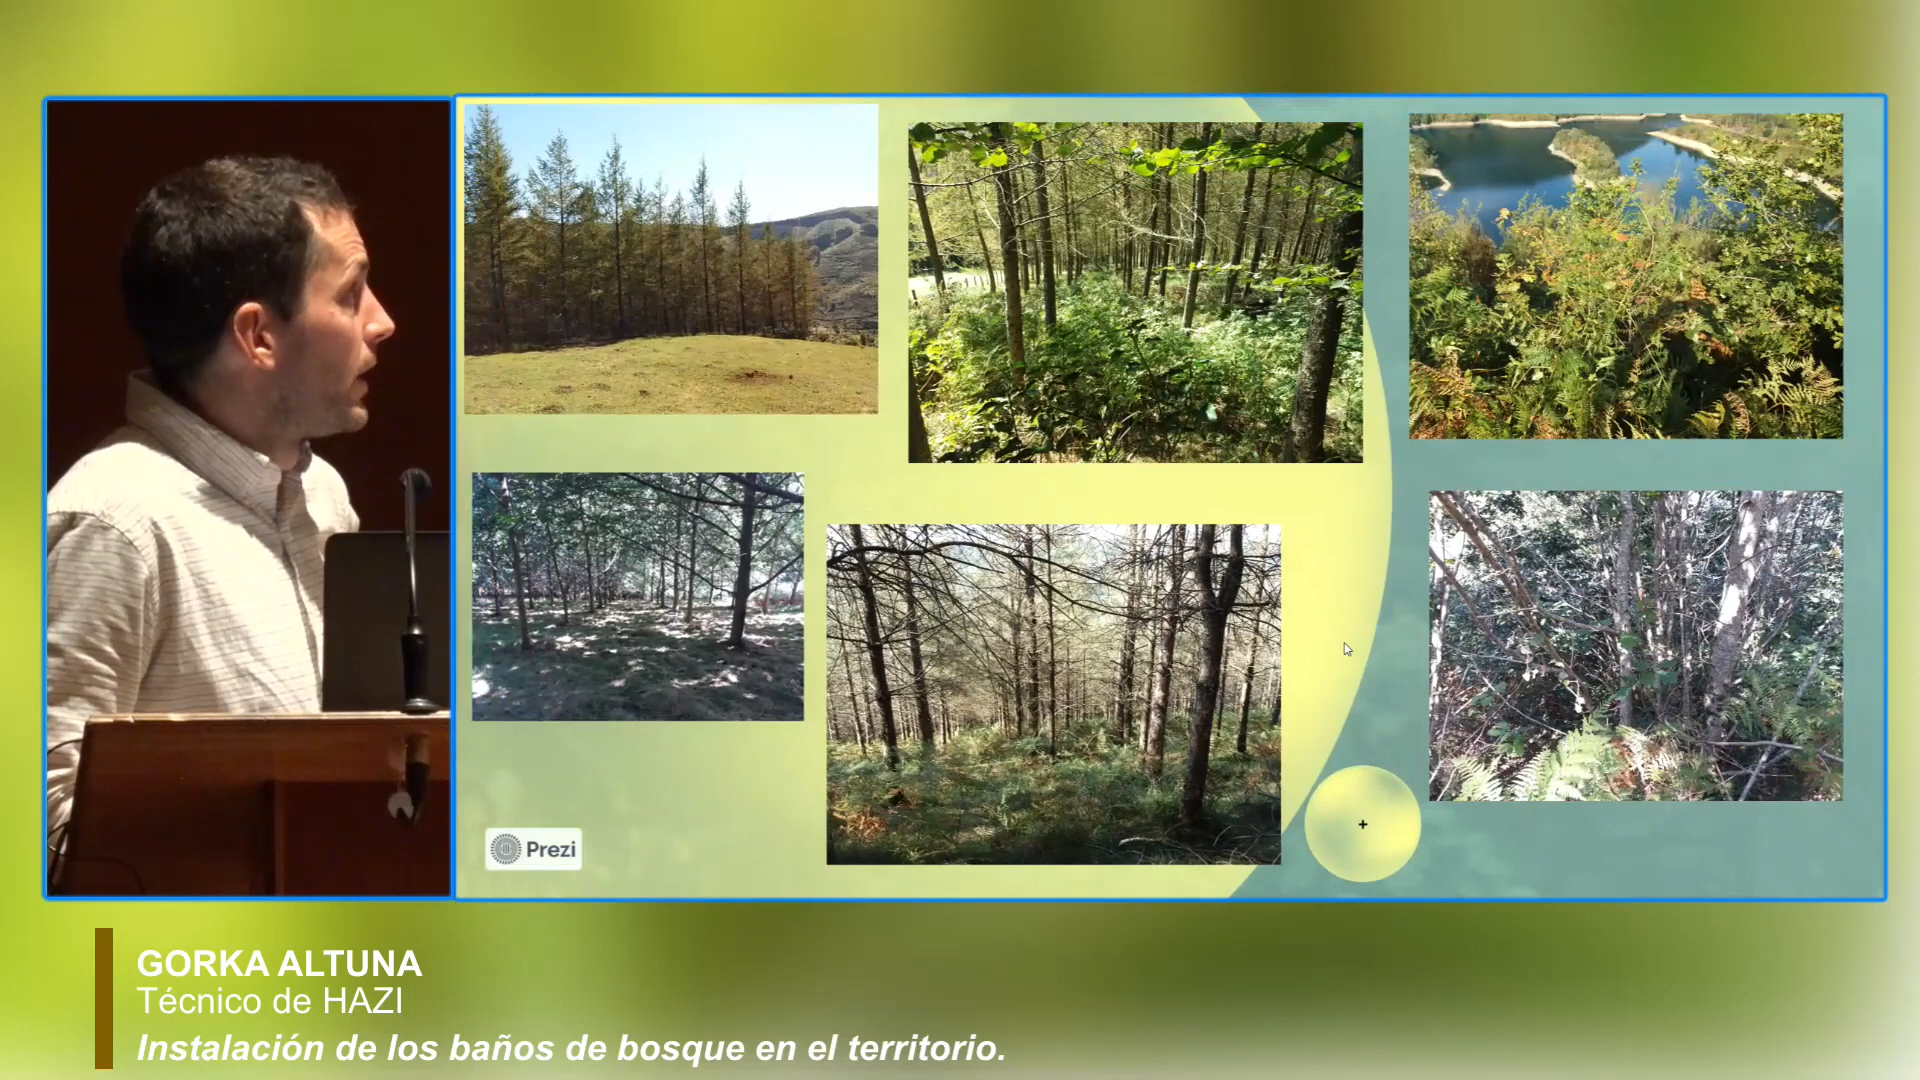 Prezi
GORKA ALTUNA
Técnico de HAZI
Instalación de los baños de bosque en el territorio.